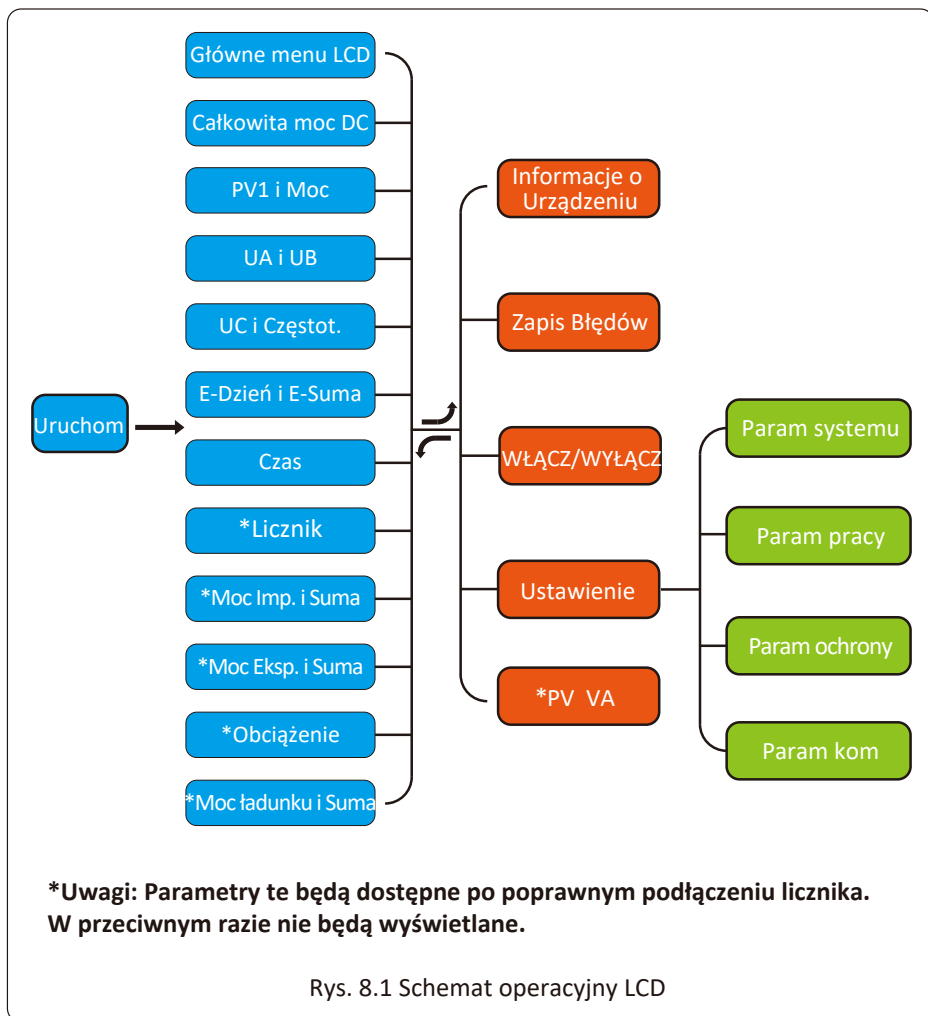 Uruchom
Główne menu LCD
Całkowita moc DC
PV1 i Moc
UA i UB
UC i Częstot.
E-Dzień i E-Suma
Czas
*Licznik
*Moc Imp. i Suma
*Moc Eksp. i Suma
*Obciążenie
*Moc ładunku i Suma
Informacje o
Urządzeniu
Zapis Błędów
WŁĄCZ/WYŁĄCZ
Ustawienie
*PV VA
Param systemu
Param pracy
Param ochrony
Param kom
*Uwagi: Parametry te będą dostępne po poprawnym podłączeniu licznika.
W przeciwnym razie nie będą wyświetlane.
Rys. 8.1 Schemat operacyjny LCD